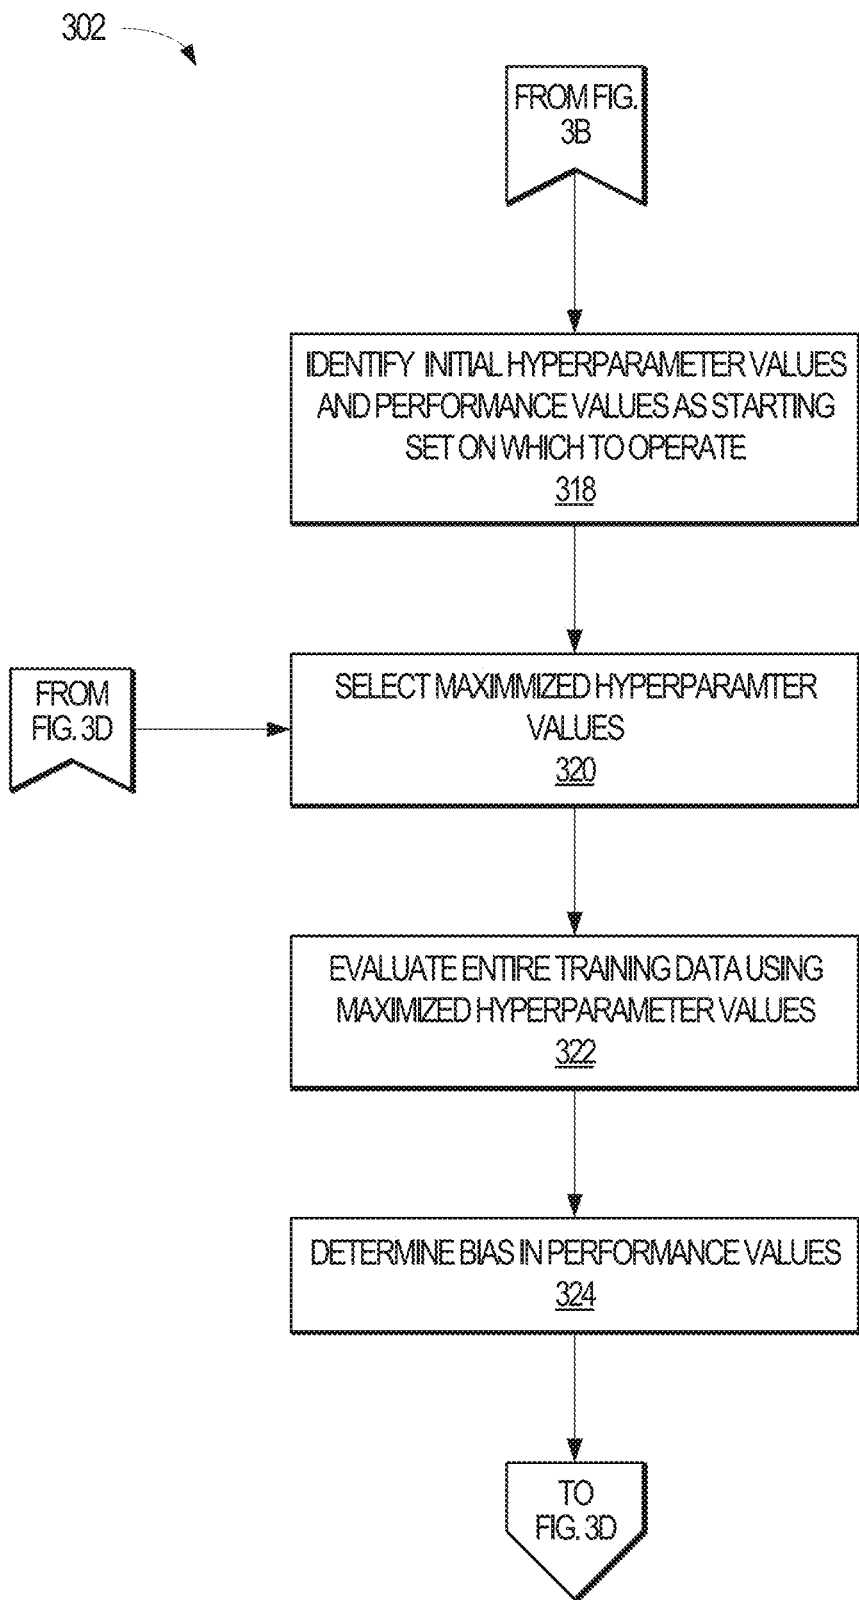 302
FROM FIG.
3B
IDENTIFY INITIAL HYPERPARAMETER VALUES
AND PERFORMANCE VALUES AS STARTING
SET ON WHICH TO OPERATE
318
FROM
FIG. 3D
SELECT MAXIMMIZED HYPERPARAMTER
VALUES
320
EVALUATE ENTIRE TRAINING DATA USING
MAXIMIZED HYPERPARAMETER VALUES
322
DETERMINE BIAS IN PERFORMANCE VALUES
324
TO
FIG. 3D